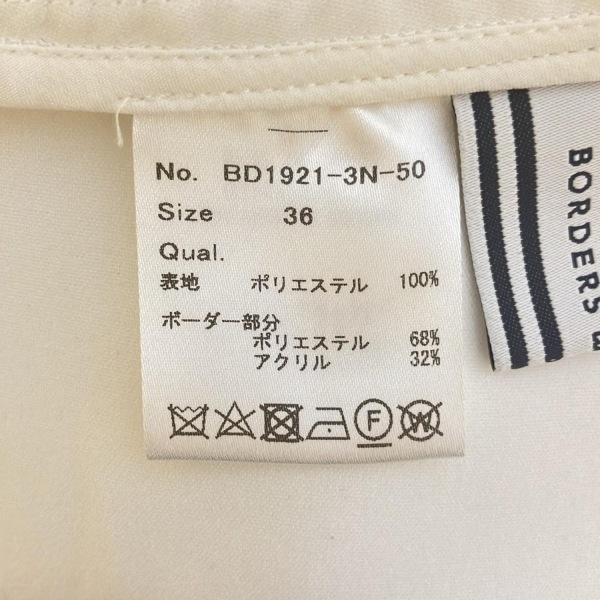 No. BD1921-3N-50
Size 36
Qual.
表地 ポリエステル 100%
ボーダー部分
ポリエステル 68%
アクリル 32%
F W
BORDERS